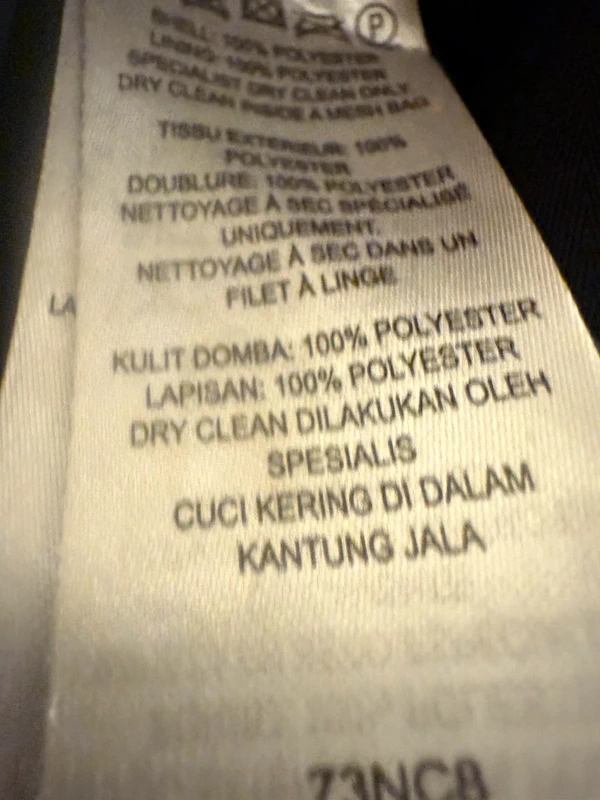 P
SHELL: 100% POLYESTER
LINING: 100% POLYESTER
SPECIALIST DRY CLEAN ONLY
DRY CLEAN INSIDE A MESH BAG
TISSU EXTERIEUR: 100%
POLYESTER
DOUBLURE: 100% POLYESTER
NETTOYAGE À SEC SPÉCIALISÉ
UNIQUEMENT.
NETTOYAGE À SEC DANS UN
FILET À LINGE
LA
KULIT DOMBA: 100% POLYESTER
LAPISAN: 100% POLYESTER
DRY CLEAN DILAKUKAN OLEH
SPESIALIS
CUCI KERING DI DALAM
KANTUNG JALA
73NC8